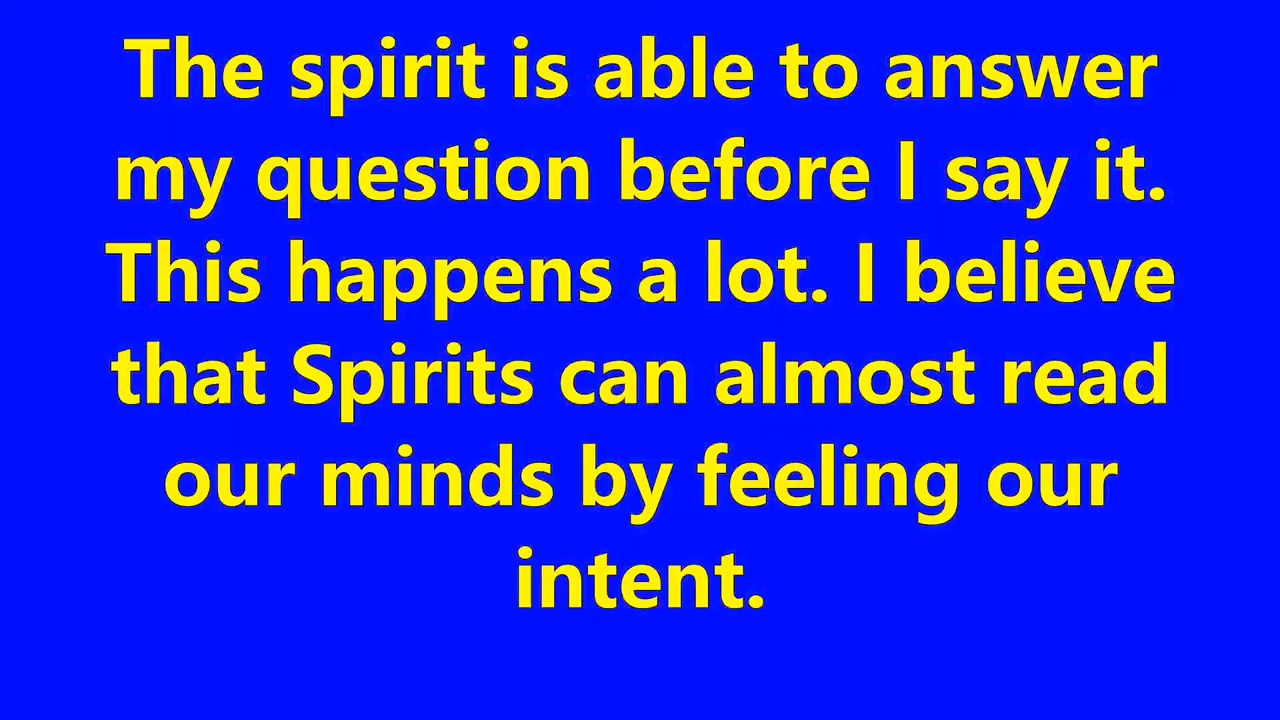 The spirit is able to answer
my question before I say it.
This happens a lot. I believe
that Spirits can almost read
our minds by feeling our
intent.